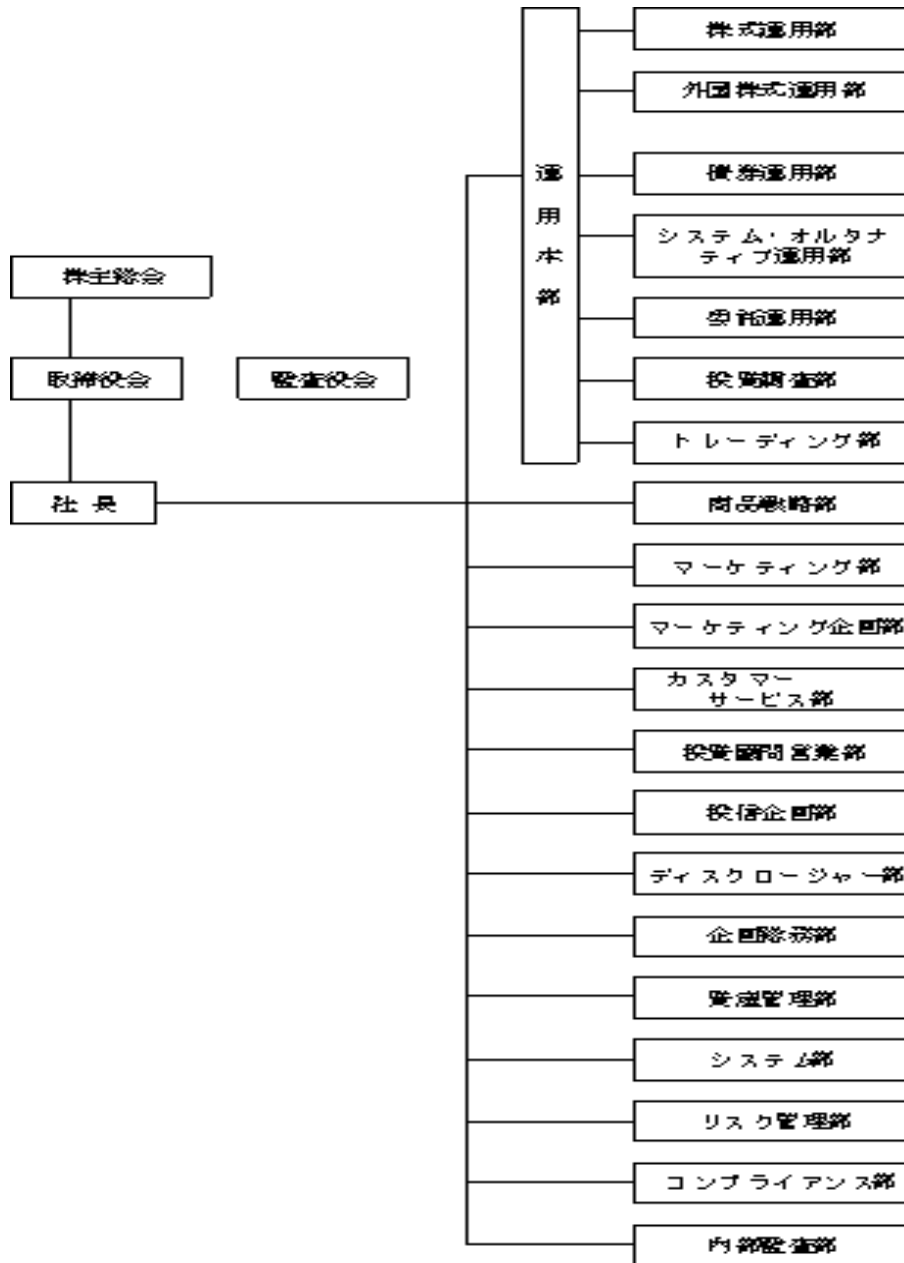 株式運用部
外国株式運用部
債券運用部
システム・オルタナ
ティブ運用部
委託運用部
投資調査部
トレーディング部
運用本部
株主総会
取締役会
監査役会
社長
商品戦略部
マーケティング部
マーケティング企画部
カスタマー
サービス部
投資顧問営業部
投信企画部
ディスクロージャー部
企画総務部
資産管理部
システム部
リスク管理部
コンプライアンス部
内部監査部